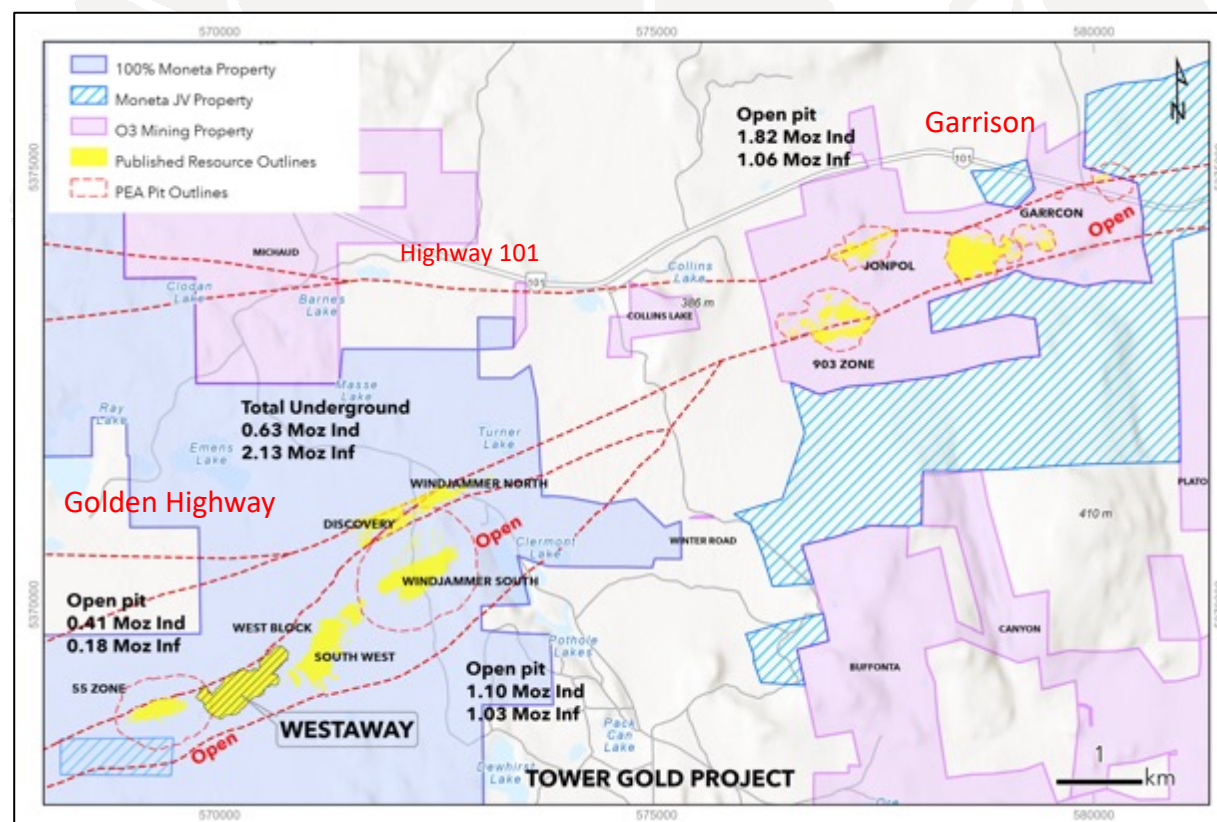 570000
575000
580000
100% Moneta Property
Moneta JV Property
O3 Mining Property
Published Resource Outlines
PEA Pit Outlines
N
5375000
Open pit
1.82 Moz Ind
1.06 Moz Inf
Garrison
101
GARRCON
Open
MICHAUD
Highway 101
JONPOL
Clodan
Lake
Barnes
Lake
101
Collins
Lake
386 m
COLLINS LAKE
903 ZONE
Masse
Lake
Ray
Lake
Total Underground
0.63 Moz Ind
2.13 Moz Inf
Emens
Lake
Turner
Lake
Golden Highway
WINDJAMMER NORTH
DISCOVERY
Open
Clermont
Lake
WINTER ROAD
PLATO
410 m
WINDJAMMER SOUTH
5370000
Open pit
0.41 Moz Ind
0.18 Moz Inf
WEST BLOCK
SOUTH WEST
Pothole
Lakes
CANYON
BUFFONTA
55 ZONE
Open pit
1.10 Moz Ind
1.03 Moz Inf
WESTAWAY
Open
Pack
Can
Lake
Dewhirst
Lake
TOWER GOLD PROJECT
1
km
570000
575000
580000